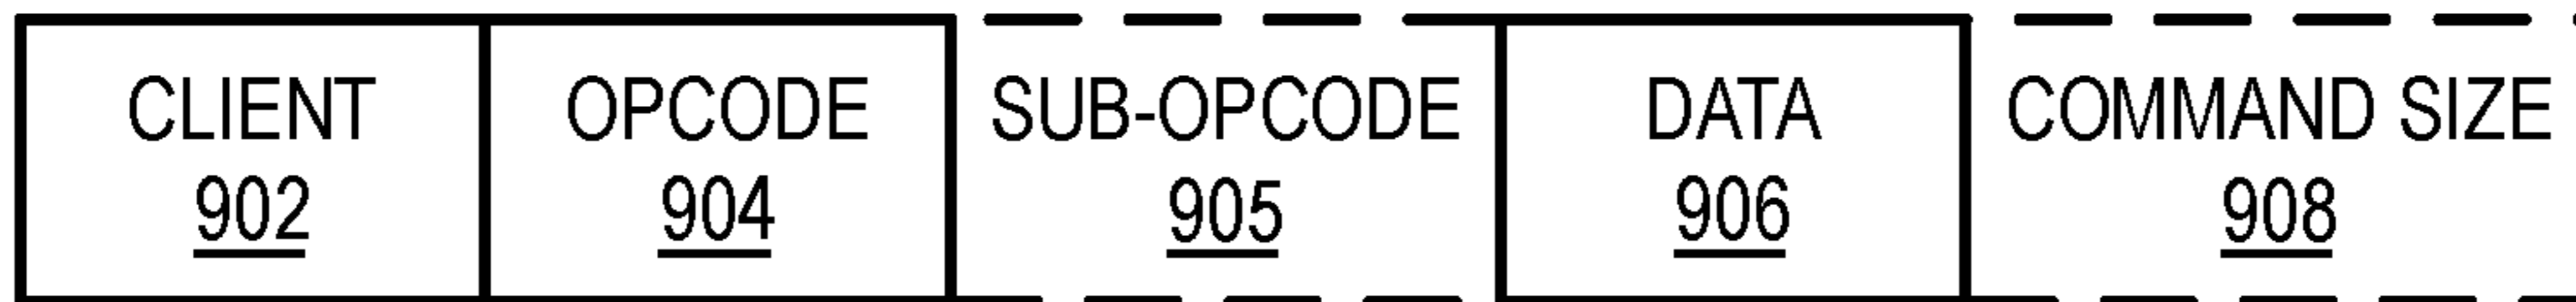 CLIENT OPCODE SUB-OPCODE DATA COMMAND SIZE
902 904 905 906 908